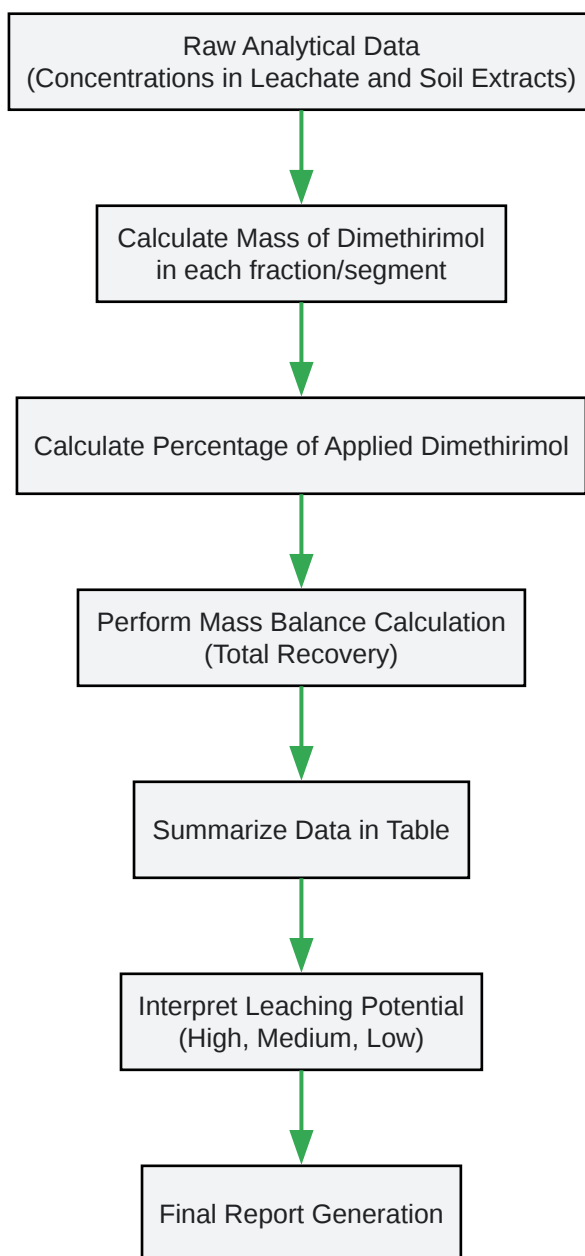 Raw Analytical Data
(Concentrations in Leachate and Soil Extracts)
Calculate Mass of Dimethirimol
in each fraction/segment
Calculate Percentage of Applied Dimethirimol
Perform Mass Balance Calculation
(Total Recovery)
Summarize Data in Table
Interpret Leaching Potential
(High, Medium, Low)
Final Report Generation